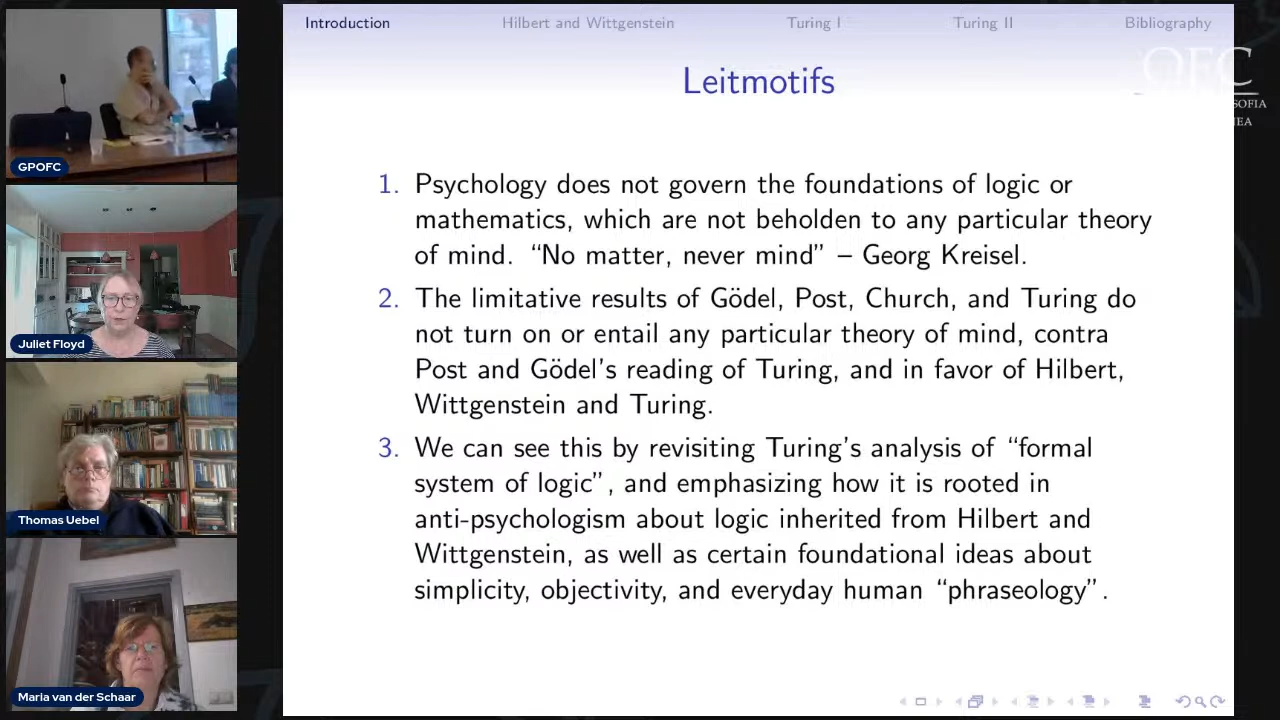 Introduction
Hilbert and Wittgenstein
Turing I
Turing II
Bibliography
OFC
SOFIA
NEA
Leitmotifs
1. Psychology does not govern the foundations of logic or
mathematics, which are not beholden to any particular theory
of mind. “No matter, never mind” – Georg Kreisel.
2. The limitative results of Gödel, Post, Church, and Turing do
not turn on or entail any particular theory of mind, contra
Post and Gödel’s reading of Turing, and in favor of Hilbert,
Wittgenstein and Turing.
3. We can see this by revisiting Turing’s analysis of “formal
system of logic”, and emphasizing how it is rooted in
anti-psychologism about logic inherited from Hilbert and
Wittgenstein, as well as certain foundational ideas about
simplicity, objectivity, and everyday human “phraseology”.
GPOFC
Juliet Floyd
Thomas Uebel
Maria van der Schaar